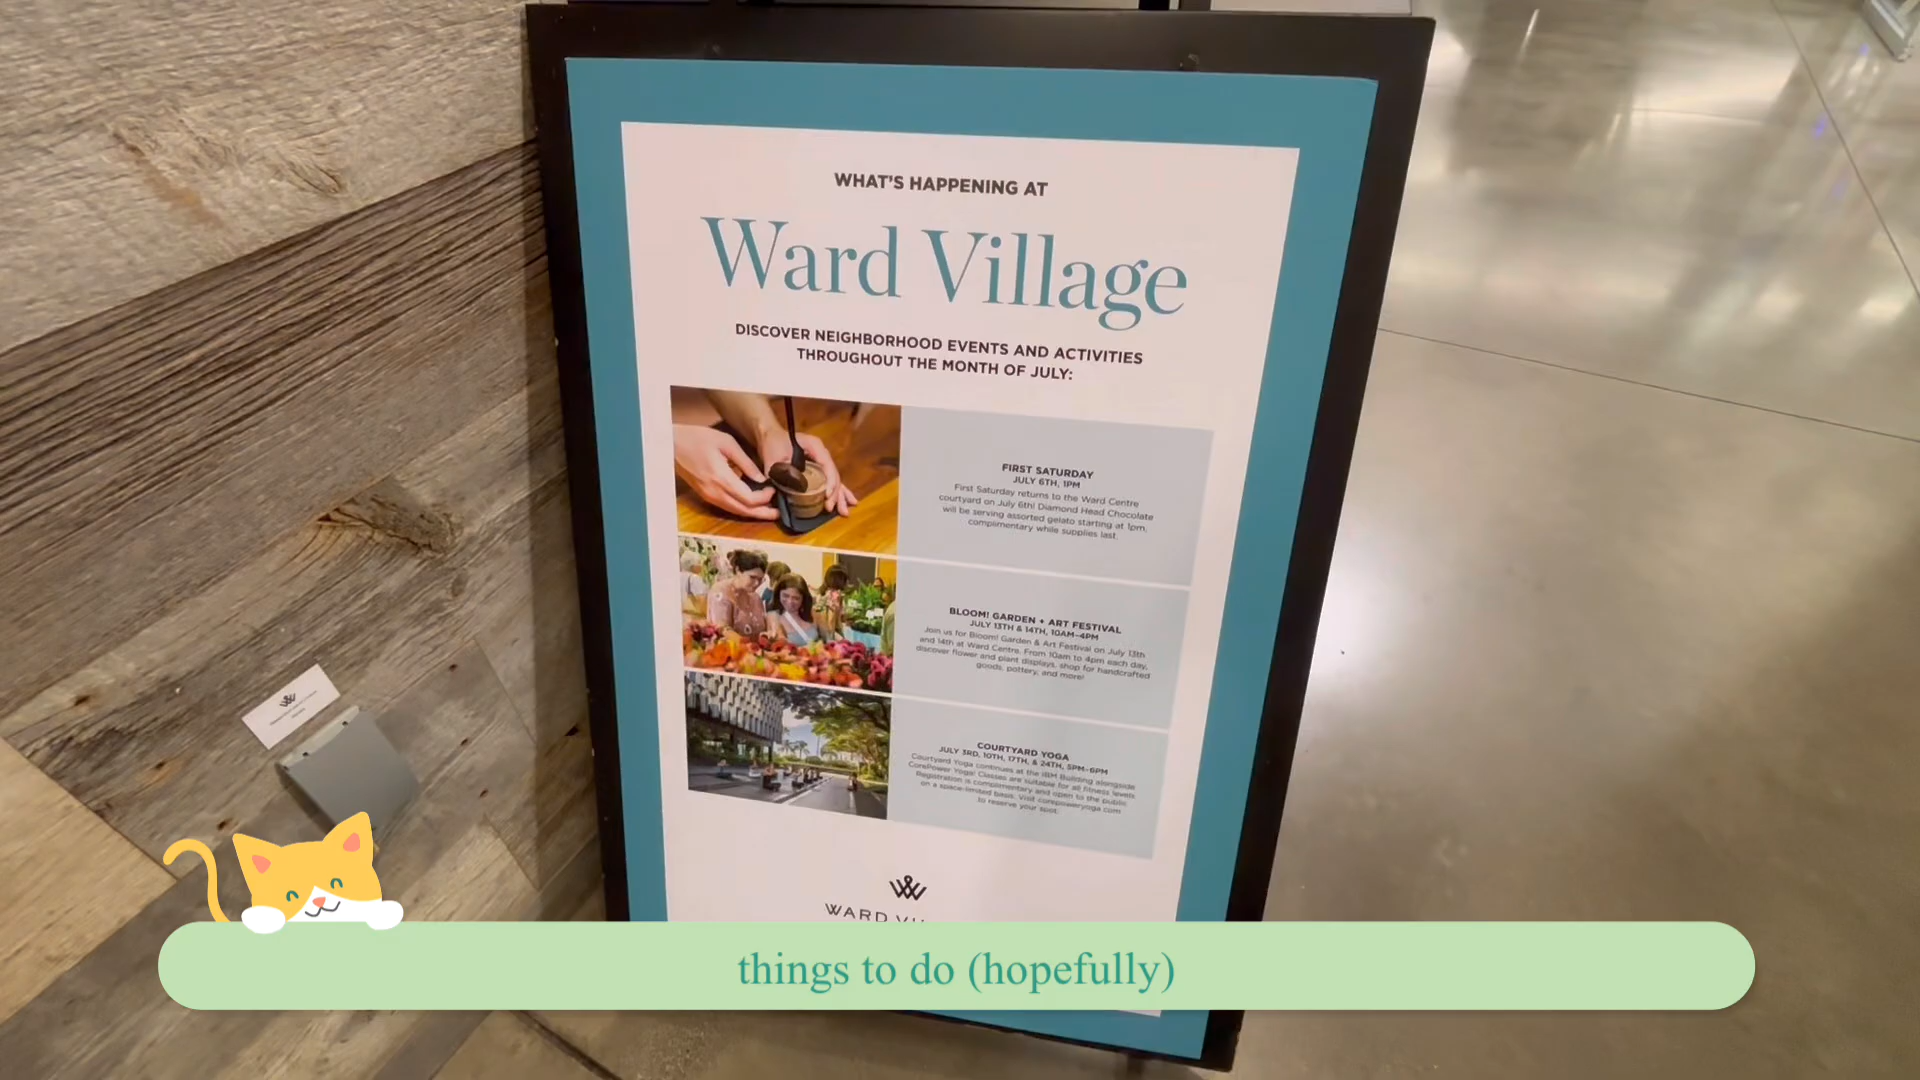 WHAT'S HAPPENING AT
Ward Village
DISCOVER NEIGHBORHOOD EVENTS AND ACTIVITIES
THROUGHOUT THE MONTH OF JULY:
FIRST SATURDAY
JULY 6TH, 1PM
First Saturday returns to the Ward Centre
courtyard on July 6th! Diamond Head Chocolate
will be serving assorted gelato starting at 1pm,
complimentary while supplies last.
BLOOM! GARDEN + ART FESTIVAL
JULY 13TH & 14TH, 10AM–4PM
Join us for Bloom! Garden & Art Festival on July 13th
and 14th at Ward Centre. From 10am to 4pm each day,
discover flower and plant displays, shop for handcrafted
goods, pottery, and more!
COURTYARD YOGA
JULY 3RD, 10TH, 17TH, & 24TH, 5PM–6PM
Courtyard Yoga continues at the IBM Building alongside
CorePower Yoga! Classes are suitable for all fitness levels
Registration is complimentary and open to the public
on a space-limited basis. Visit corepoweryoga.com
to reserve your spot.
WARD
things to do (hopefully)